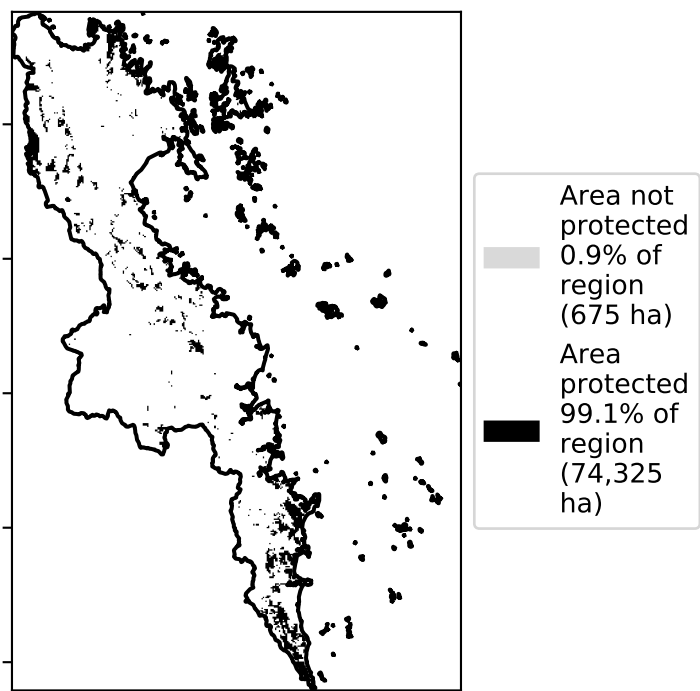 Area not
protected
0.9% of
region
(675 ha)
Area
protected
99.1% of
region
(74,325
ha)